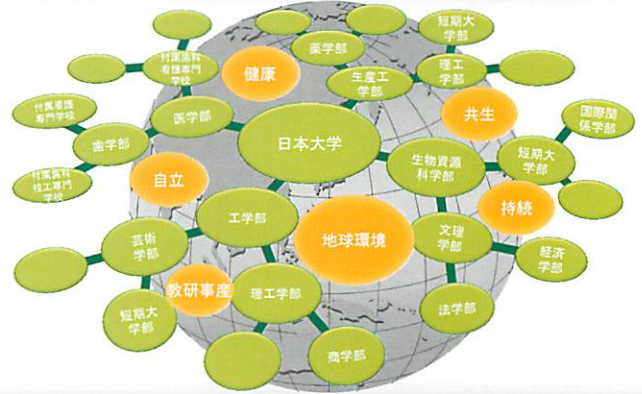 短期大
学部
薬学部
理工
学部
付属歯科
看護専門
学校
健康
生産工
学部
付属看護
専門学校
医学部
共生
国際関
係学部
歯学部
日本大学
生物資源
科学部
短期大
学部
付属歯科
技工専門
学校
自立
持続
工学部
地球環境
文理
学部
芸術
学部
経済
学部
教研事産
理工学部
短期大
学部
法学部
商学部